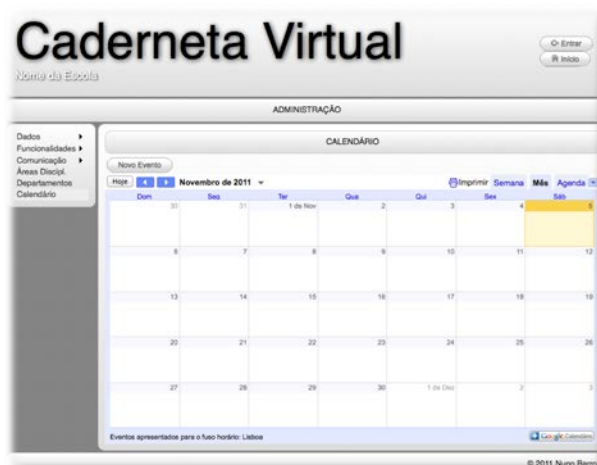 Caderneta Virtual
Nome da Escola
Entrar
Início
ADMINISTRAÇÃO
Dados
Funcionalidades
Comunicação
Áreas Discipl.
Departamentos
Calendário
CALENDÁRIO
Novo Evento
Hoje Novembro de 2011 Imprimir Semana Mês Agenda
Dom Seg Ter Qua Qui Sex Sáb
30 31 1 de Nov 2 3 4 5
6 7 8 9 10 11 12
13 14 15 16 17 18 19
20 21 22 23 24 25 26
27 28 29 30 1 de Dez 2 3
Eventos apresentados para o fuso horário: Lisboa
Google Calendário
© 2011 Nuno Barro